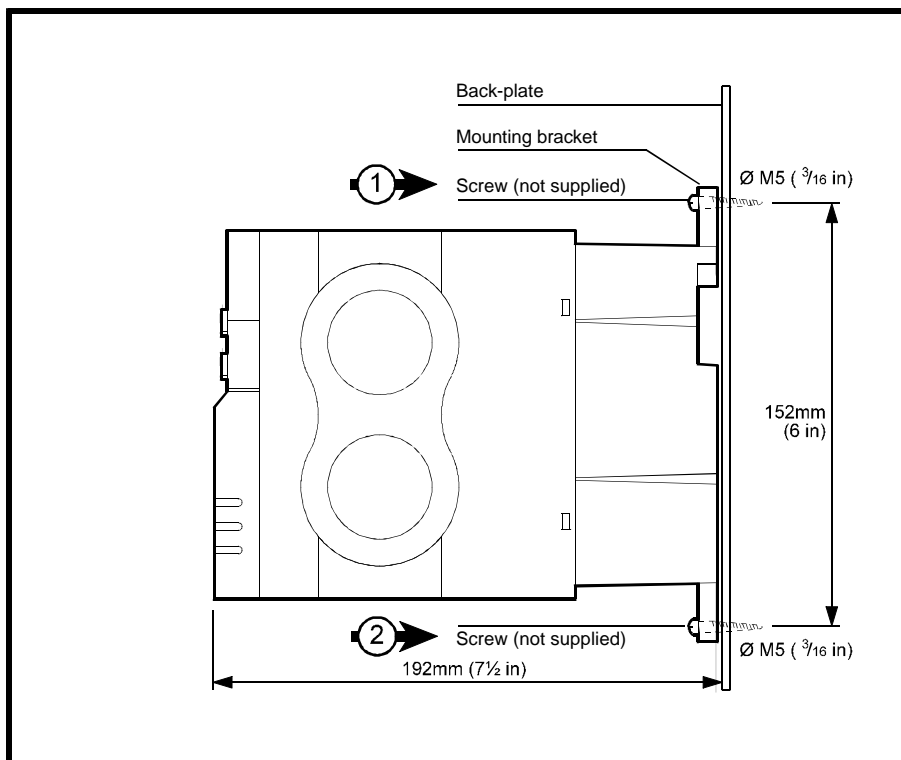 Back-plate
Mounting bracket
1
Screw (not supplied)
Ø M5 ( 3/16 in)
152mm
(6 in)
2
Screw (not supplied)
Ø M5 ( 3/16 in)
192mm (7½ in)